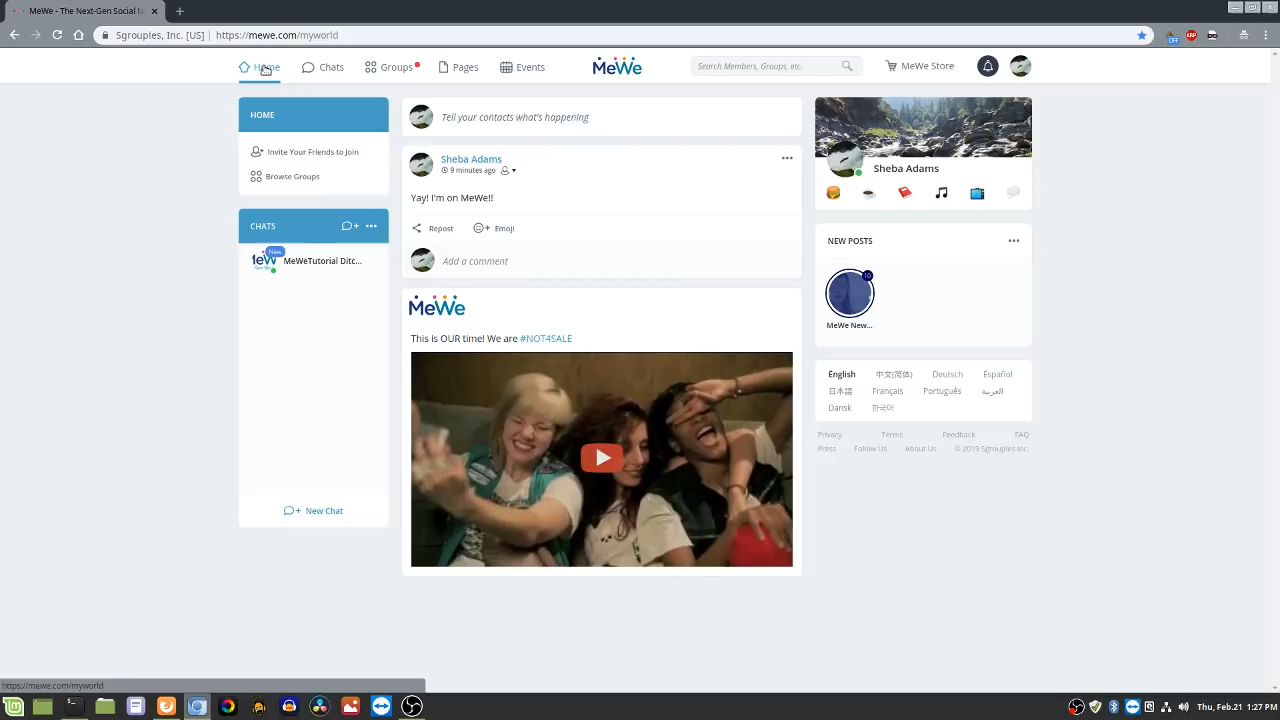 MeWe - The Next-Gen Social N
Sgrouples, Inc. [US] | https://mewe.com/myworld
OFF
ERP
Home
Chats
Groups
Pages
Events
MeWe
Search Members, Groups, etc.
MeWe Store
HOME
Invite Your Friends to Join
Browse Groups
CHATS
New
MeWeTutorial Ditc...
New Chat
Tell your contacts what's happening
Sheba Adams
9 minutes ago
Yay! I'm on MeWe!!
Repost
Emoji
Add a comment
MeWe
This is OUR time! We are #NOT4SALE
Sheba Adams
NEW POSTS
10
MeWe New...
English 中文(简体) Deutsch Español
日本語 Français Português العربية
Dansk 한국어
Privacy Terms Feedback FAQ
Press Follow Us About Us © 2019 Sgrouples Inc
https://mewe.com/myworld
Thu, Feb.21 1:27 PM